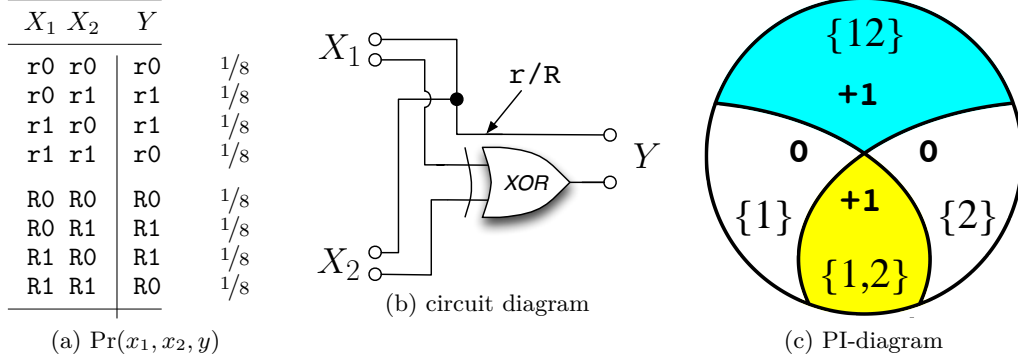 X₁ X₂ Y
r0 r0 r0 1/8
r0 r1 r1 1/8
r1 r0 r1 1/8
r1 r1 r0 1/8
R0 R0 R0 1/8
R0 R1 R1 1/8
R1 R0 R1 1/8
R1 R1 R0 1/8
(a) Pr(x₁, x₂, y)
X₁
r/R
Y
XOR
X₂
(b) circuit diagram
{12}
+1
0 0
+1
{1} {2}
{1,2}
(c) PI-diagram